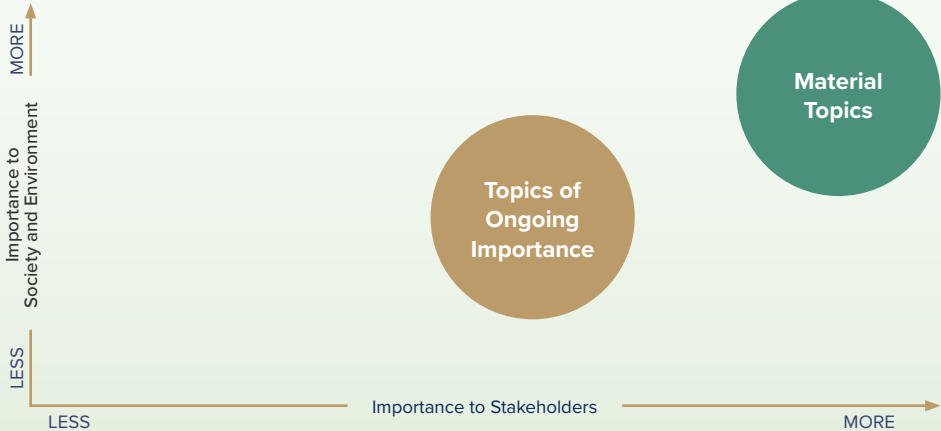 MORE
Importance to
Society and Environment
LESS
Material
Topics
Topics of
Ongoing
Importance
LESS
Importance to Stakeholders
MORE